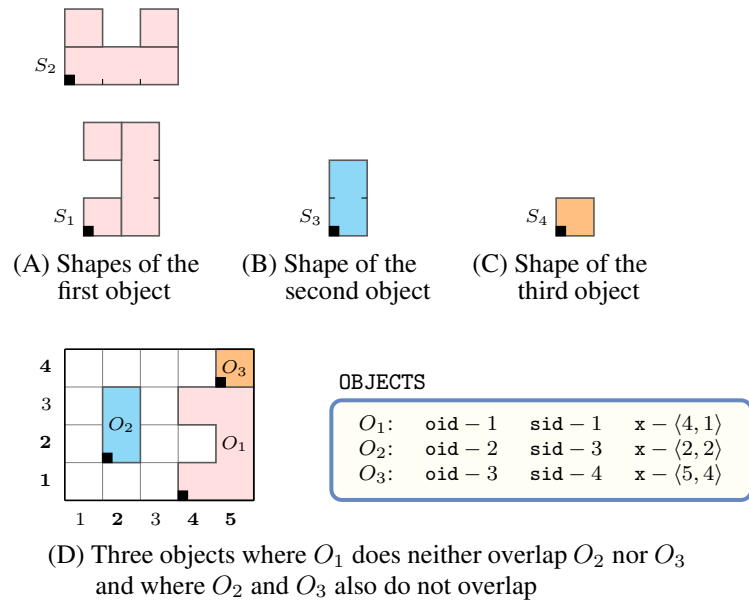 S₂
S₁
S₃
S₄
(A) Shapes of the
first object
(B) Shape of the
second object
(C) Shape of the
third object
4
3
2
1
O₃
O₂
O₁
1 2 3 4 5
OBJECTS
O₁: oid − 1 sid − 1 x − ⟨4, 1⟩
O₂: oid − 2 sid − 3 x − ⟨2, 2⟩
O₃: oid − 3 sid − 4 x − ⟨5, 4⟩
(D) Three objects where O₁ does neither overlap O₂ nor O₃
and where O₂ and O₃ also do not overlap